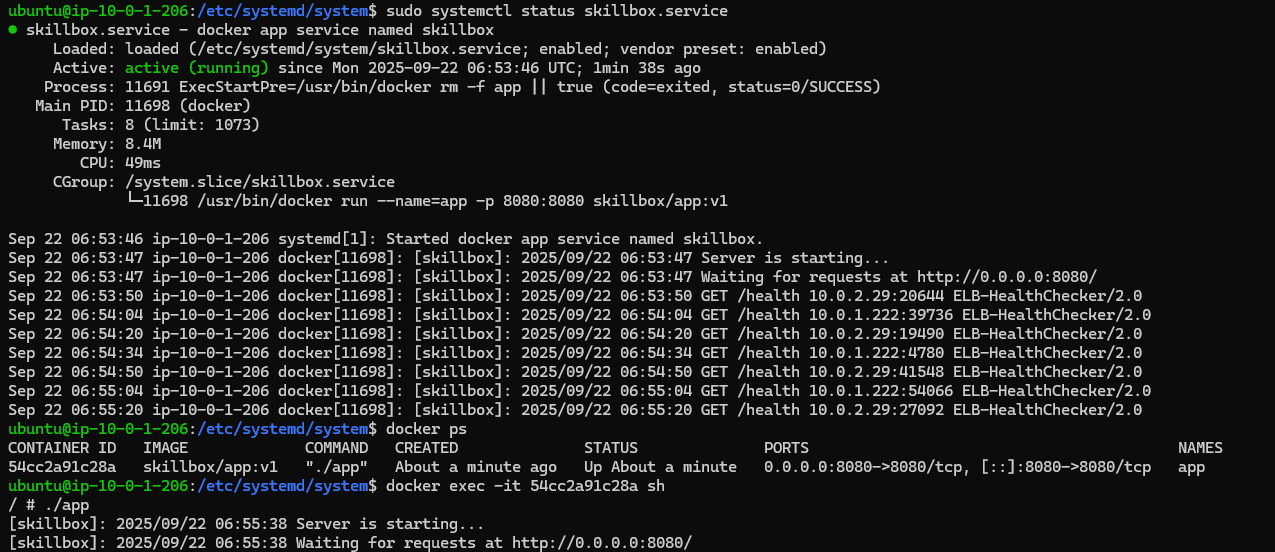 ubuntu@ip-10-0-1-206:/etc/systemd/system$ sudo systemctl status skillbox.service
● skillbox.service - docker app service named skillbox
Loaded: loaded (/etc/systemd/system/skillbox.service; enabled; vendor preset: enabled)
Active: active (running) since Mon 2025-09-22 06:53:46 UTC; 1min 38s ago
Process: 11691 ExecStartPre=/usr/bin/docker rm -f app || true (code=exited, status=0/SUCCESS)
Main PID: 11698 (docker)
Tasks: 8 (limit: 1073)
Memory: 8.4M
CPU: 49ms
CGroup: /system.slice/skillbox.service
└─11698 /usr/bin/docker run --name=app -p 8080:8080 skillbox/app:v1
Sep 22 06:53:46 ip-10-0-1-206 systemd[1]: Started docker app service named skillbox.
Sep 22 06:53:47 ip-10-0-1-206 docker[11698]: [skillbox]: 2025/09/22 06:53:47 Server is starting...
Sep 22 06:53:47 ip-10-0-1-206 docker[11698]: [skillbox]: 2025/09/22 06:53:47 Waiting for requests at http://0.0.0.0:8080/
Sep 22 06:53:50 ip-10-0-1-206 docker[11698]: [skillbox]: 2025/09/22 06:53:50 GET /health 10.0.2.29:20644 ELB-HealthChecker/2.0
Sep 22 06:54:04 ip-10-0-1-206 docker[11698]: [skillbox]: 2025/09/22 06:54:04 GET /health 10.0.1.222:39736 ELB-HealthChecker/2.0
Sep 22 06:54:20 ip-10-0-1-206 docker[11698]: [skillbox]: 2025/09/22 06:54:20 GET /health 10.0.2.29:19490 ELB-HealthChecker/2.0
Sep 22 06:54:34 ip-10-0-1-206 docker[11698]: [skillbox]: 2025/09/22 06:54:34 GET /health 10.0.1.222:4780 ELB-HealthChecker/2.0
Sep 22 06:54:50 ip-10-0-1-206 docker[11698]: [skillbox]: 2025/09/22 06:54:50 GET /health 10.0.2.29:41548 ELB-HealthChecker/2.0
Sep 22 06:55:04 ip-10-0-1-206 docker[11698]: [skillbox]: 2025/09/22 06:55:04 GET /health 10.0.1.222:54066 ELB-HealthChecker/2.0
Sep 22 06:55:20 ip-10-0-1-206 docker[11698]: [skillbox]: 2025/09/22 06:55:20 GET /health 10.0.2.29:27092 ELB-HealthChecker/2.0
ubuntu@ip-10-0-1-206:/etc/systemd/system$ docker ps
CONTAINER ID   IMAGE             COMMAND   CREATED              STATUS              PORTS                                         NAMES
54cc2a91c28a   skillbox/app:v1   "./app"   About a minute ago   Up About a minute   0.0.0.0:8080->8080/tcp, [::]:8080->8080/tcp   app
ubuntu@ip-10-0-1-206:/etc/systemd/system$ docker exec -it 54cc2a91c28a sh
/ # ./app
[skillbox]: 2025/09/22 06:55:38 Server is starting...
[skillbox]: 2025/09/22 06:55:38 Waiting for requests at http://0.0.0.0:8080/